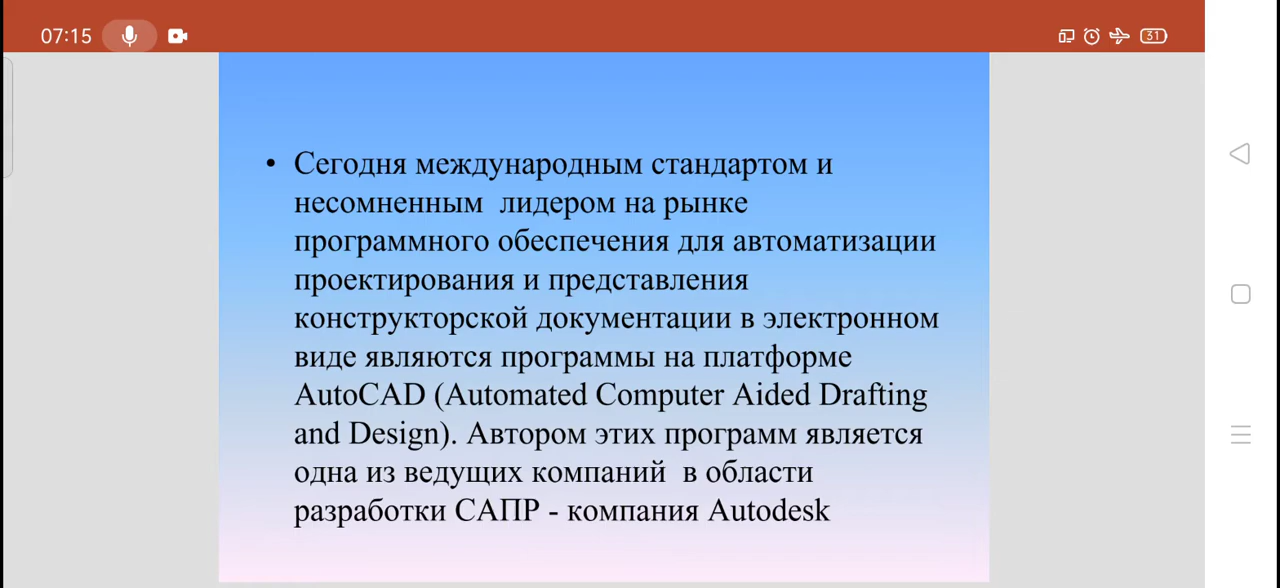 07:15
31
• Сегодня международным стандартом и
несомненным лидером на рынке
программного обеспечения для автоматизации
проектирования и представления
конструкторской документации в электронном
виде являются программы на платформе
AutoCAD (Automated Computer Aided Drafting
and Design). Автором этих программ является
одна из ведущих компаний в области
разработки САПР - компания Autodesk